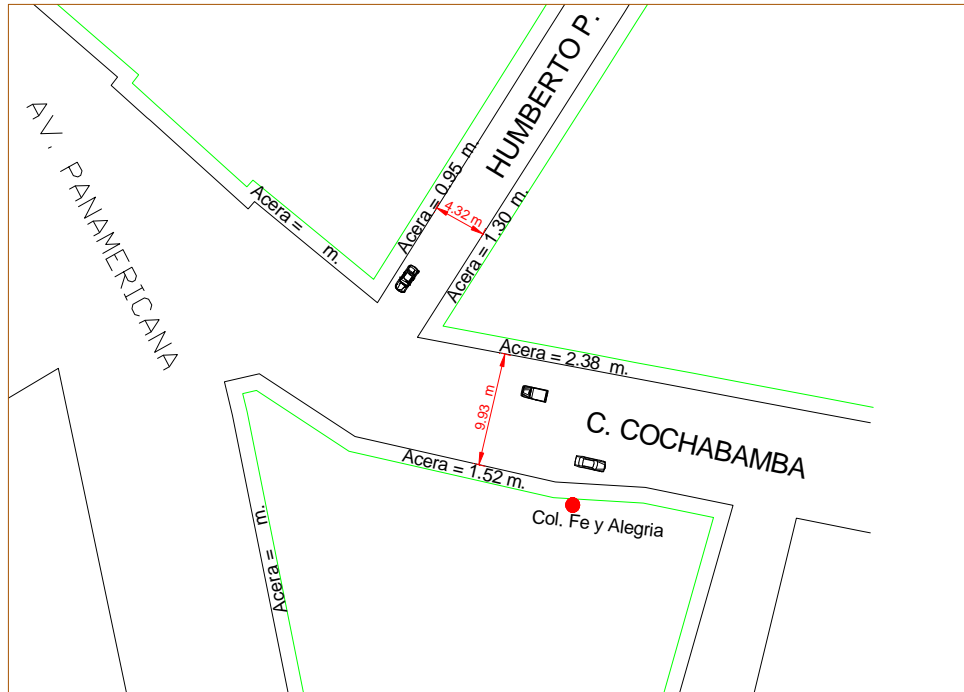 HUMBERTO P.
AV. PANAMERICANA
Acera = 0.95 m.
4.32 m
Acera = 1.30 m.
Acera = m.
Acera = 2.38 m.
9.93 m
C. COCHABAMBA
Acera = 1.52 m.
Col. Fe y Alegria
Acera = m.